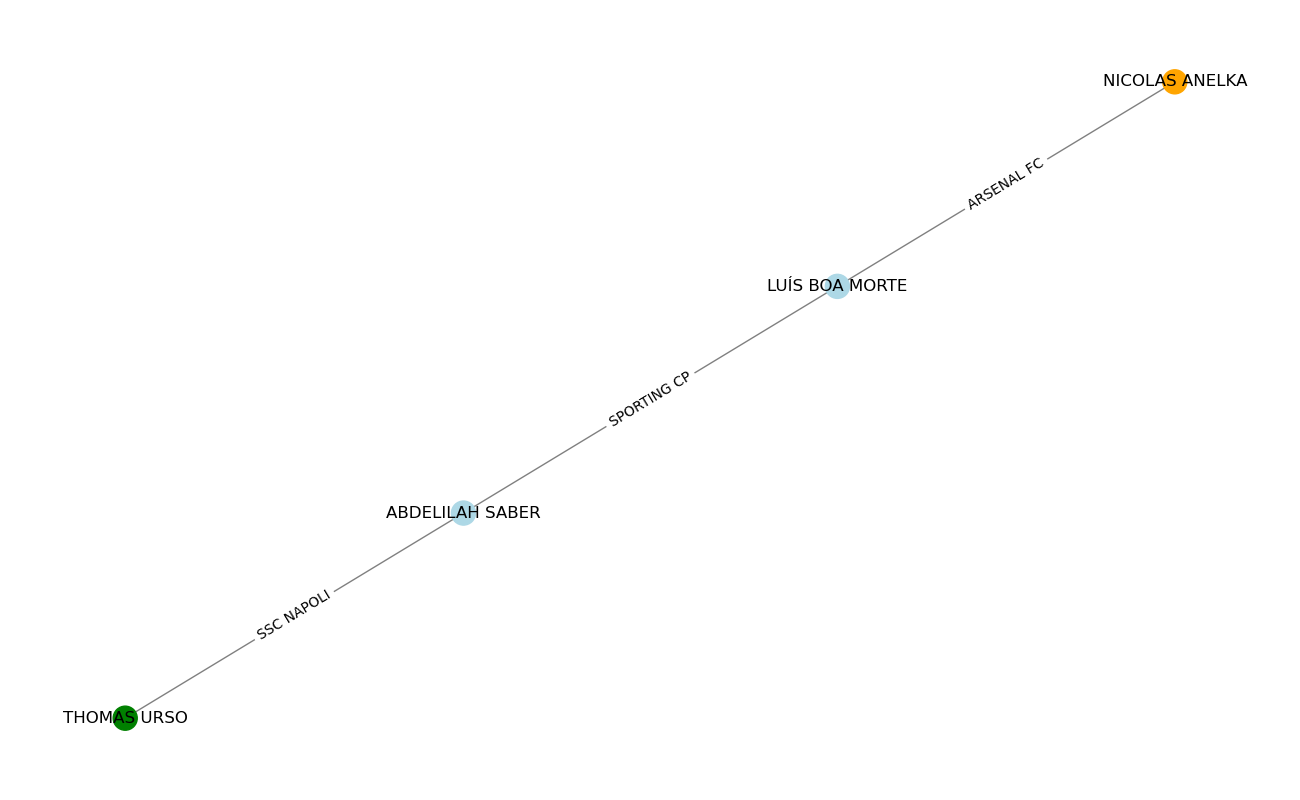 NICOLAS ANELKA
ARSENAL FC
LUÍS BOA MORTE
SPORTING CP
ABDELILAH SABER
SSC NAPOLI
THOMAS URSO